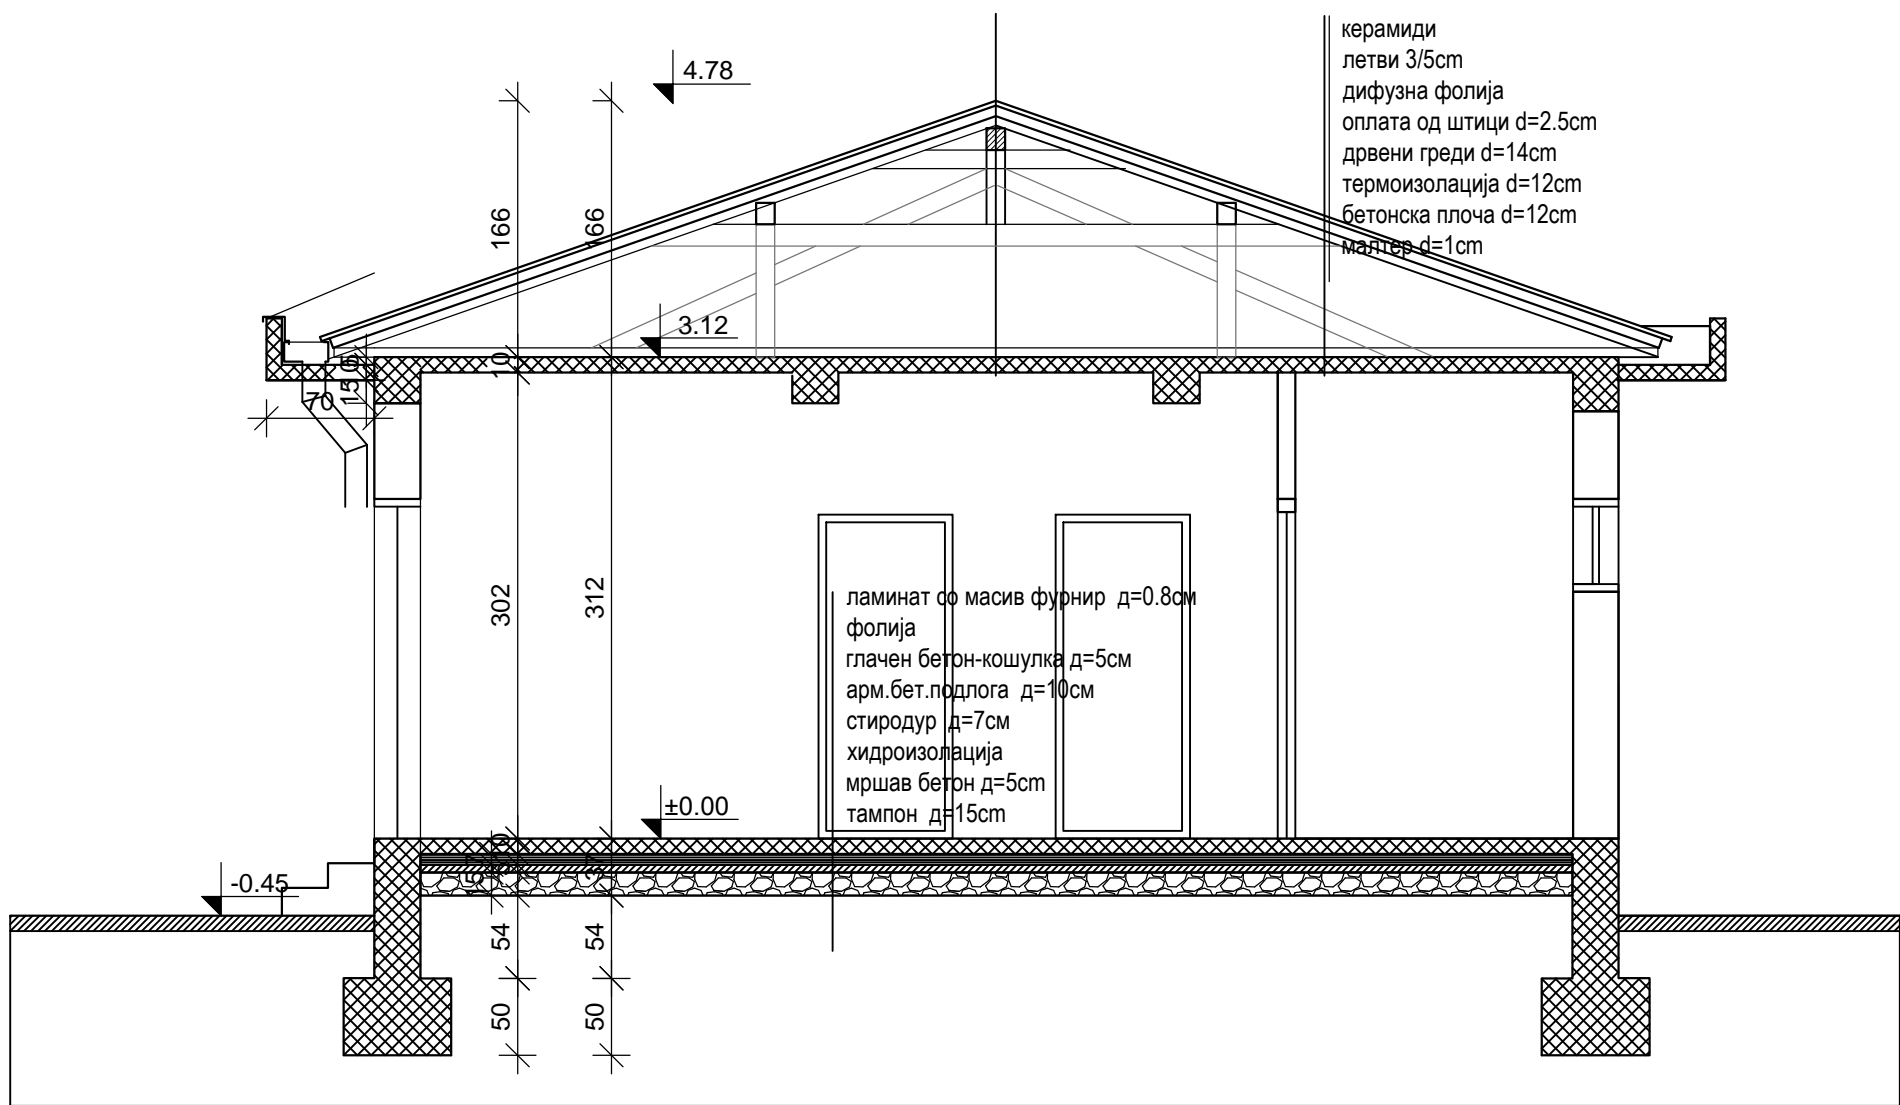 керамиди
летви 3/5cm
дифузна фолија
оплата од штици d=2.5cm
дрвени греди d=14cm
термоизолација d=12cm
бетонска плоча d=12cm
малтер d=1cm
4.78
166
166
3.12
10
15
70
302
312
ламинат со масив фурнир д=0.8см
фолија
глачен бетон-кошулка д=5см
арм.бет.подлога д=10см
стиродур д=7см
хидроизолација
мршав бетон д=5cm
тампон д=15cm
±0.00
-0.45
37
54
54
50
50